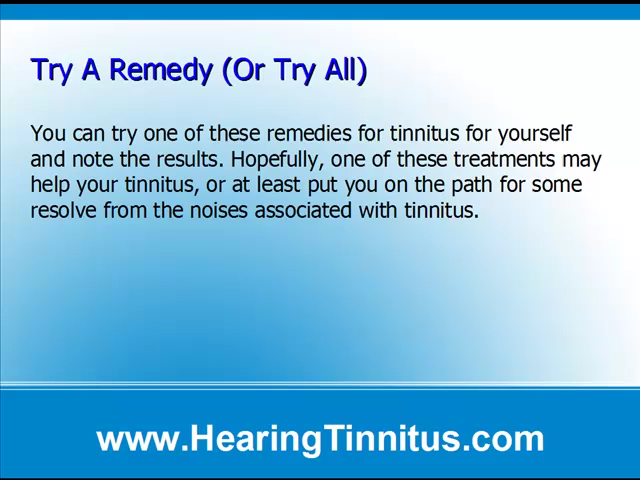 Try A Remedy (Or Try All)
You can try one of these remedies for tinnitus for yourself
and note the results. Hopefully, one of these treatments may
help your tinnitus, or at least put you on the path for some
resolve from the noises associated with tinnitus.
www.HearingTinnitus.com